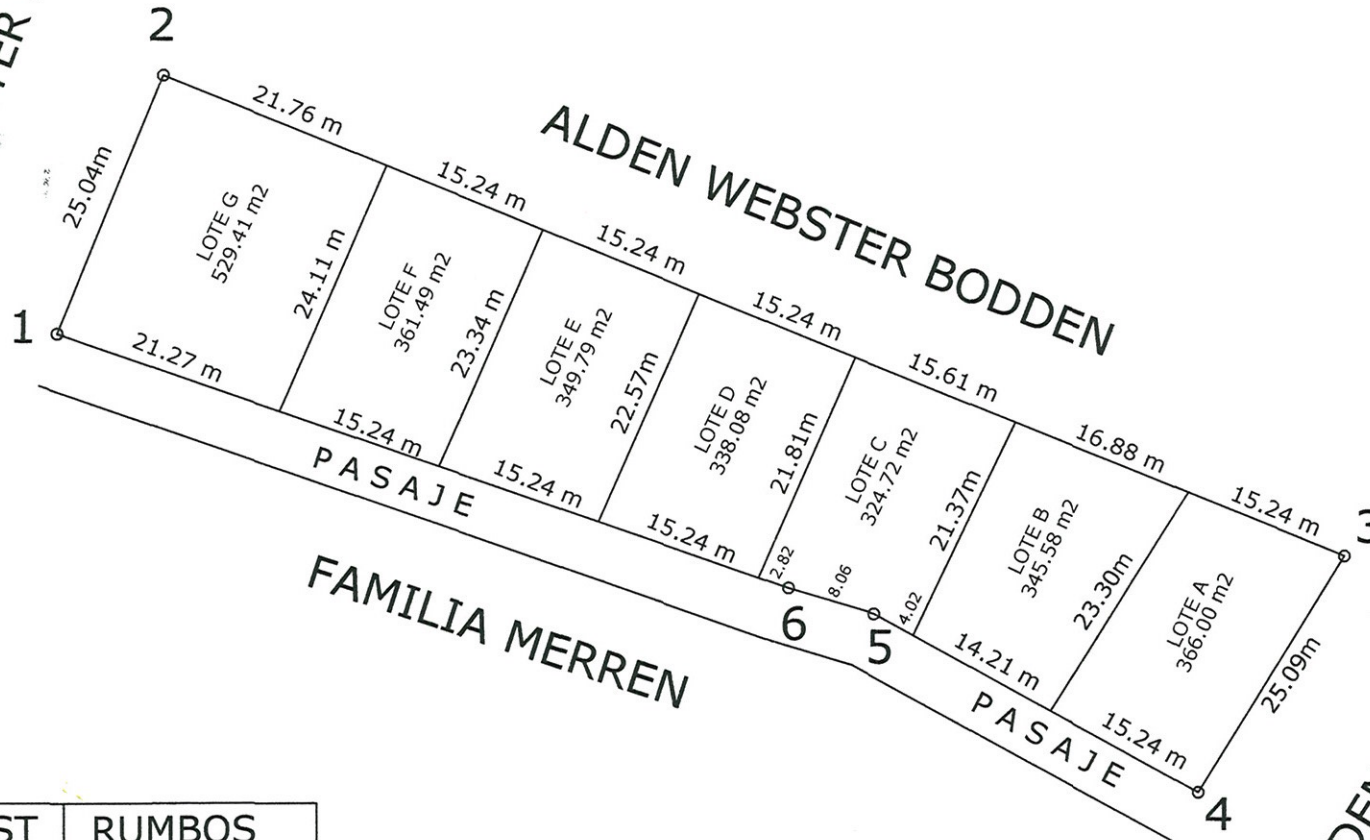 2
21.76 m
ALDEN WEBSTER BODDEN
25.04m
LOTE G
529.41 m2
24.11 m
15.24 m
LOTE F
361.49 m2
23.34 m
15.24 m
LOTE E
349.79 m2
22.57m
15.24 m
LOTE D
338.08 m2
21.81m
15.61 m
LOTE C
324.72 m2
21.37m
16.88 m
LOTE B
345.58 m2
23.30m
15.24 m
LOTE A
366.00 m2
25.09m
3
1
21.27 m
15.24 m
15.24 m
15.24 m
2.82
6
8.06
5
4.02
14.21 m
15.24 m
4
PASAJE
PASAJE
FAMILIA MERREN
RUMBOS